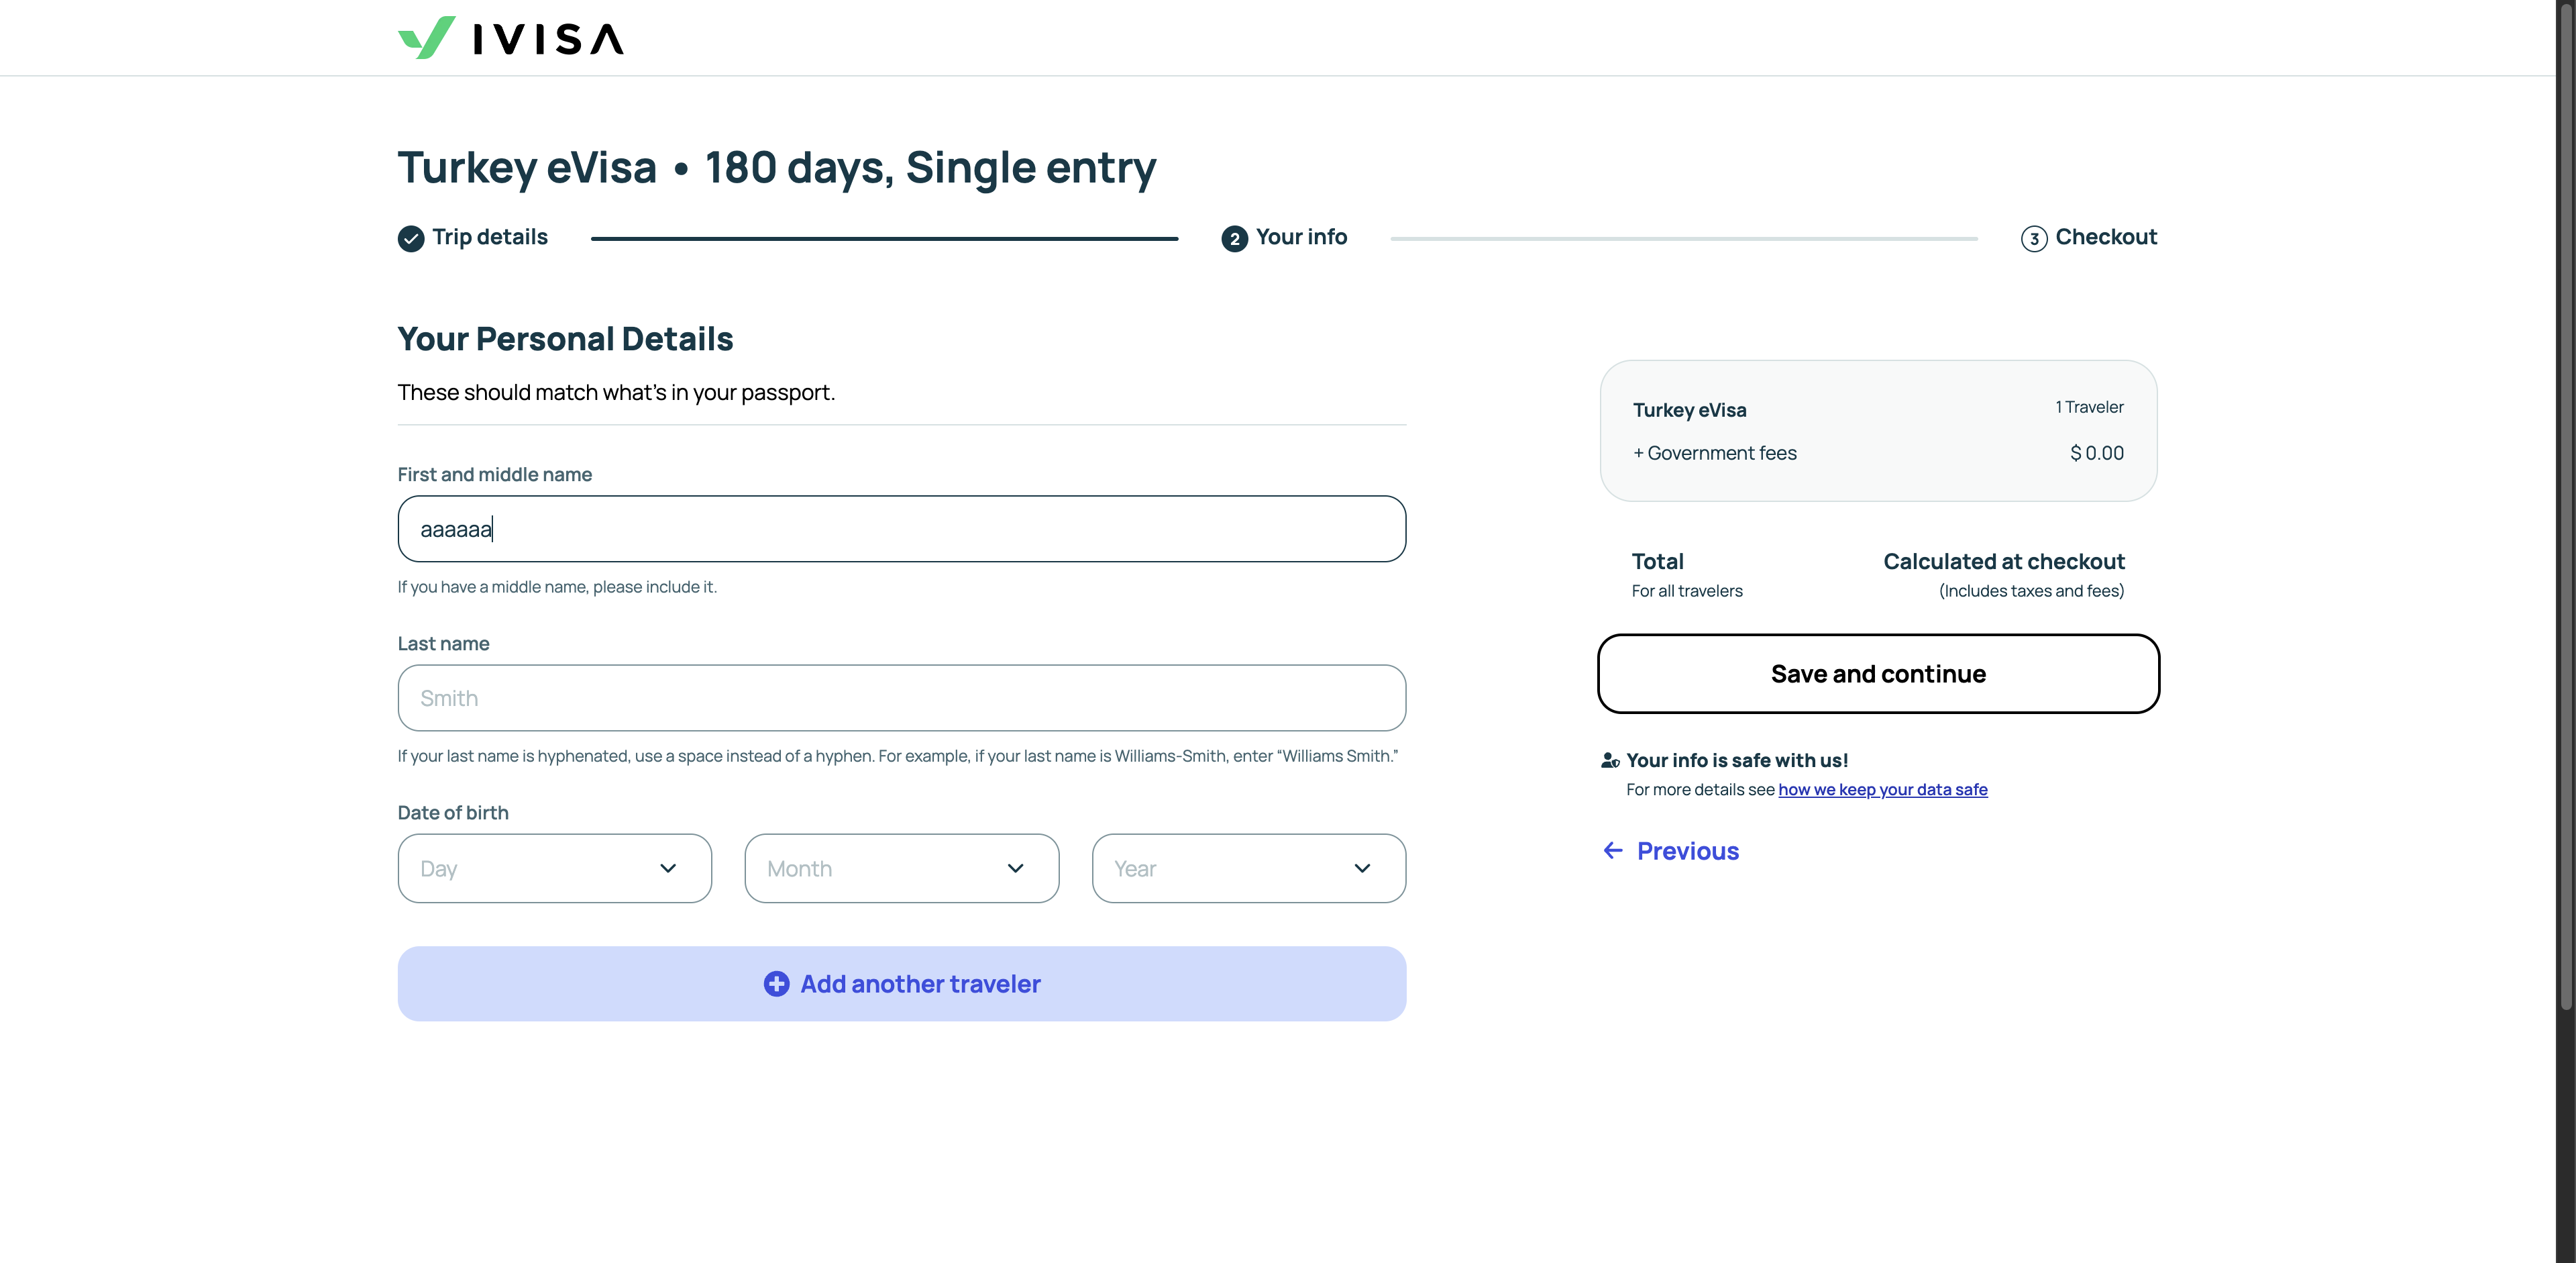 IVISA
Turkey eVisa • 180 days, Single entry
Trip details
2 Your info
3 Checkout
Your Personal Details
These should match what's in your passport.
First and middle name
aaaaaa
If you have a middle name, please include it.
Last name
Smith
If your last name is hyphenated, use a space instead of a hyphen. For example, if your last name is Williams-Smith, enter “Williams Smith.”
Date of birth
Day Month Year
Add another traveler
Turkey eVisa 1 Traveler
+ Government fees $ 0.00
Total Calculated at checkout
For all travelers (Includes taxes and fees)
Save and continue
Your info is safe with us!
For more details see how we keep your data safe
Previous